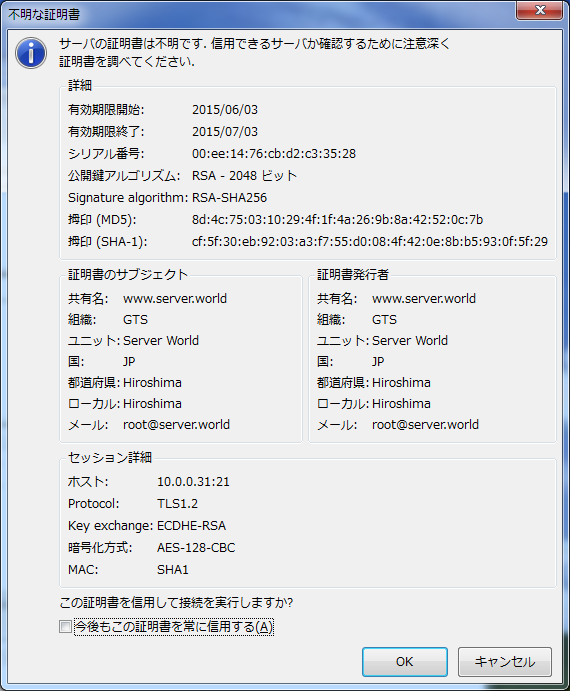 不明な証明書
サーバの証明書は不明です. 信用できるサーバか確認するために注意深く
証明書を調べてください.
詳細
有効期限開始: 2015/06/03
有効期限終了: 2015/07/03
シリアル番号: 00:ee:14:76:cb:d2:c3:35:28
公開鍵アルゴリズム: RSA - 2048 ビット
Signature algorithm: RSA-SHA256
拇印 (MD5): 8d:4c:75:03:10:29:4f:1f:4a:26:9b:8a:42:52:0c:7b
拇印 (SHA-1): cf:5f:30:eb:92:03:a3:f7:55:d0:08:4f:42:0e:8b:b5:93:0f:5f:29
証明書のサブジェクト
共有名: www.server.world
組織: GTS
ユニット: Server World
国: JP
都道府県: Hiroshima
ローカル: Hiroshima
メール: root@server.world
証明書発行者
共有名: www.server.world
組織: GTS
ユニット: Server World
国: JP
都道府県: Hiroshima
ローカル: Hiroshima
メール: root@server.world
セッション詳細
ホスト: 10.0.0.31:21
Protocol: TLS1.2
Key exchange: ECDHE-RSA
暗号化方式: AES-128-CBC
MAC: SHA1
この証明書を信用して接続を実行しますか?
今後もこの証明書を常に信用する(A)
OK
キャンセル